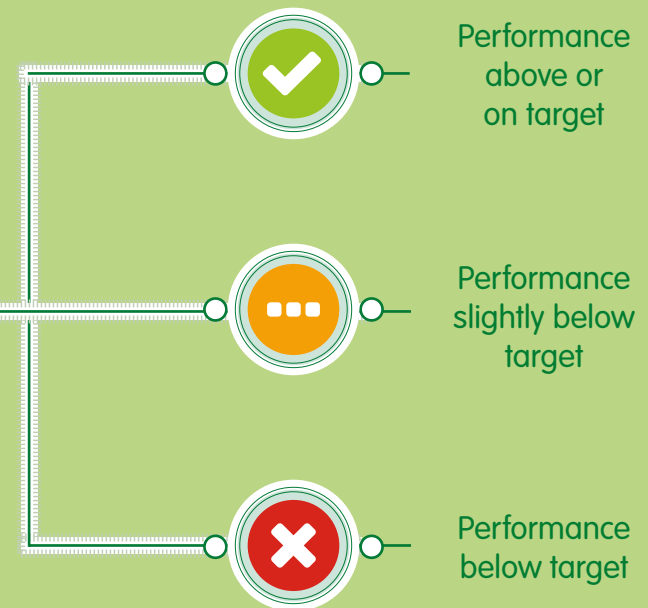 Performance
above or
on target
Performance
slightly below
target
Performance
below target